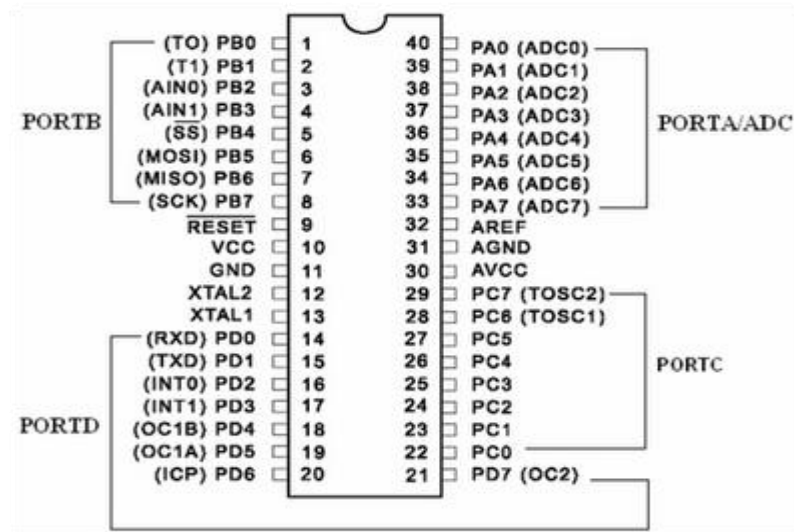 (TO) PB0 1 40 PA0 (ADC0)
(T1) PB1 2 39 PA1 (ADC1)
(AIN0) PB2 3 38 PA2 (ADC2)
(AIN1) PB3 4 37 PA3 (ADC3)
PORTB PORTA/ADC
(SS) PB4 5 36 PA4 (ADC4)
(MOSI) PB5 6 35 PA5 (ADC5)
(MISO) PB6 7 34 PA6 (ADC6)
(SCK) PB7 8 33 PA7 (ADC7)
RESET 9 32 AREF
VCC 10 31 AGND
GND 11 30 AVCC
XTAL2 12 29 PC7 (TOSC2)
XTAL1 13 28 PC6 (TOSC1)
(RXD) PD0 14 27 PC5
(TXD) PD1 15 26 PC4 PORTC
(INT0) PD2 16 25 PC3
(INT1) PD3 17 24 PC2
PORTD
(OC1B) PD4 18 23 PC1
(OC1A) PD5 19 22 PC0
(ICP) PD6 20 21 PD7 (OC2)